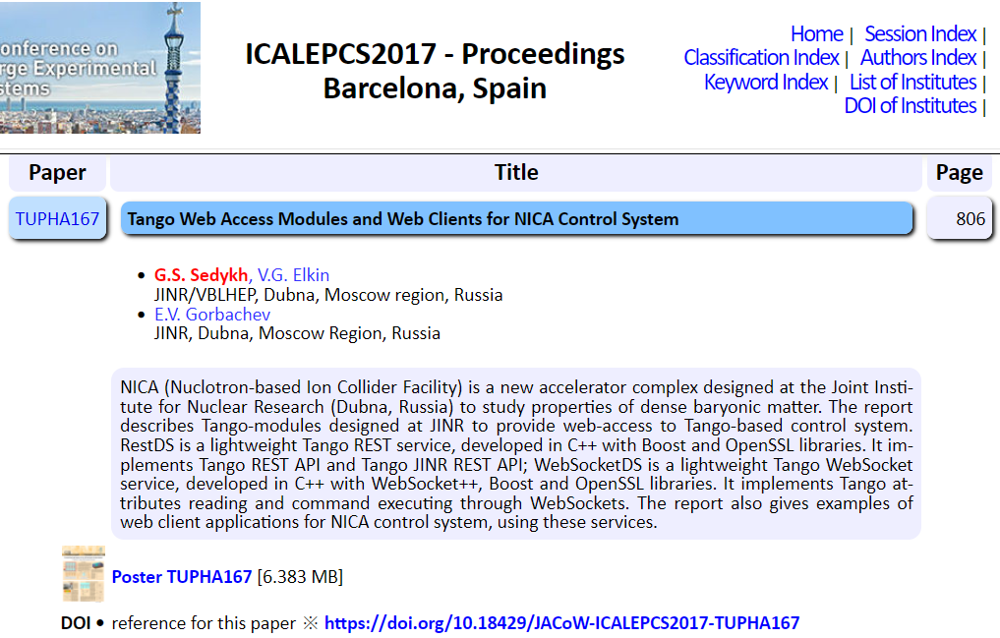 onference on
rge Experimental
stems
ICALEPCS2017 - Proceedings
Barcelona, Spain
Home | Session Index |
Classification Index | Authors Index |
Keyword Index | List of Institutes |
DOI of Institutes |
Paper Title Page
TUPHA167 Tango Web Access Modules and Web Clients for NICA Control System 806
• G.S. Sedykh, V.G. Elkin
JINR/VBLHEP, Dubna, Moscow region, Russia
• E.V. Gorbachev
JINR, Dubna, Moscow Region, Russia
NICA (Nuclotron-based Ion Collider Facility) is a new accelerator complex designed at the Joint Insti-
tute for Nuclear Research (Dubna, Russia) to study properties of dense baryonic matter. The report
describes Tango-modules designed at JINR to provide web-access to Tango-based control system.
RestDS is a lightweight Tango REST service, developed in C++ with Boost and OpenSSL libraries. It im-
plements Tango REST API and Tango JINR REST API; WebSocketDS is a lightweight Tango WebSocket
service, developed in C++ with WebSocket++, Boost and OpenSSL libraries. It implements Tango at-
tributes reading and command executing through WebSockets. The report also gives examples of
web client applications for NICA control system, using these services.
Poster TUPHA167 [6.383 MB]
DOI • reference for this paper ※ https://doi.org/10.18429/JACoW-ICALEPCS2017-TUPHA167